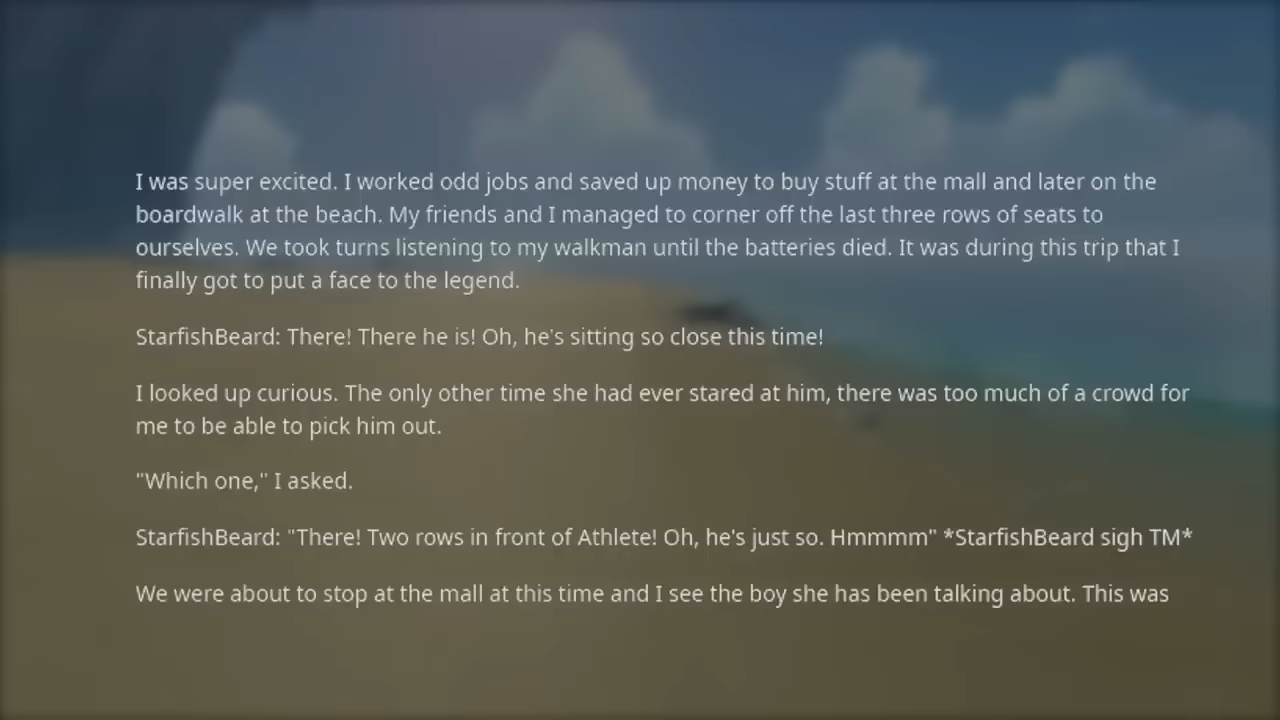 I was super excited. I worked odd jobs and saved up money to buy stuff at the mall and later on the
boardwalk at the beach. My friends and I managed to corner off the last three rows of seats to
ourselves. We took turns listening to my walkman until the batteries died. It was during this trip that I
finally got to put a face to the legend.
StarfishBeard: There! There he is! Oh, he's sitting so close this time!
I looked up curious. The only other time she had ever stared at him, there was too much of a crowd for
me to be able to pick him out.
"Which one," I asked.
StarfishBeard: "There! Two rows in front of Athlete! Oh, he's just so. Hmmmm" *StarfishBeard sigh TM*
We were about to stop at the mall at this time and I see the boy she has been talking about. This was